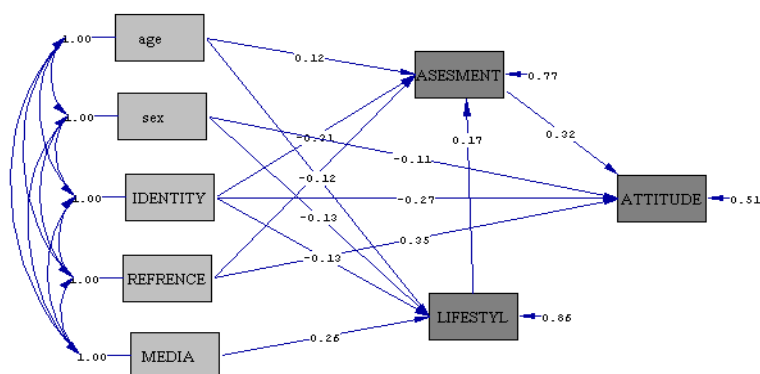 1.00
age
0.12
ASESMENT
0.77
sex
1.00
-0.21
0.17
0.32
-0.11
-0.12
IDENTITY
1.00
-0.27
ATTITUDE
0.51
-0.13
0.35
-0.13
REFRENCE
1.00
LIFESTYL
0.86
0.26
MEDIA
1.00